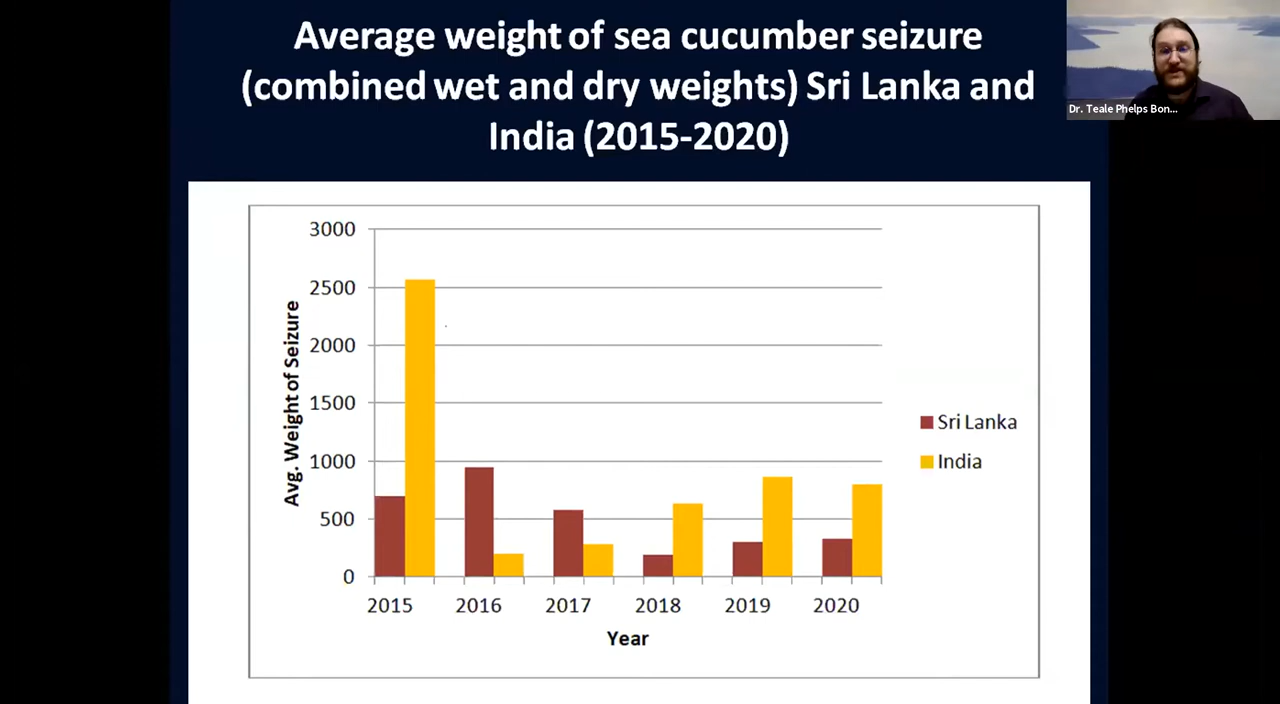 Average weight of sea cucumber seizure
(combined wet and dry weights) Sri Lanka and
India (2015-2020)
Dr. Teale Phelps Bon...
3000
2500
2000
1500
1000
500
0
Avg. Weight of Seizure
2015 2016 2017 2018 2019 2020
Year
Sri Lanka
India